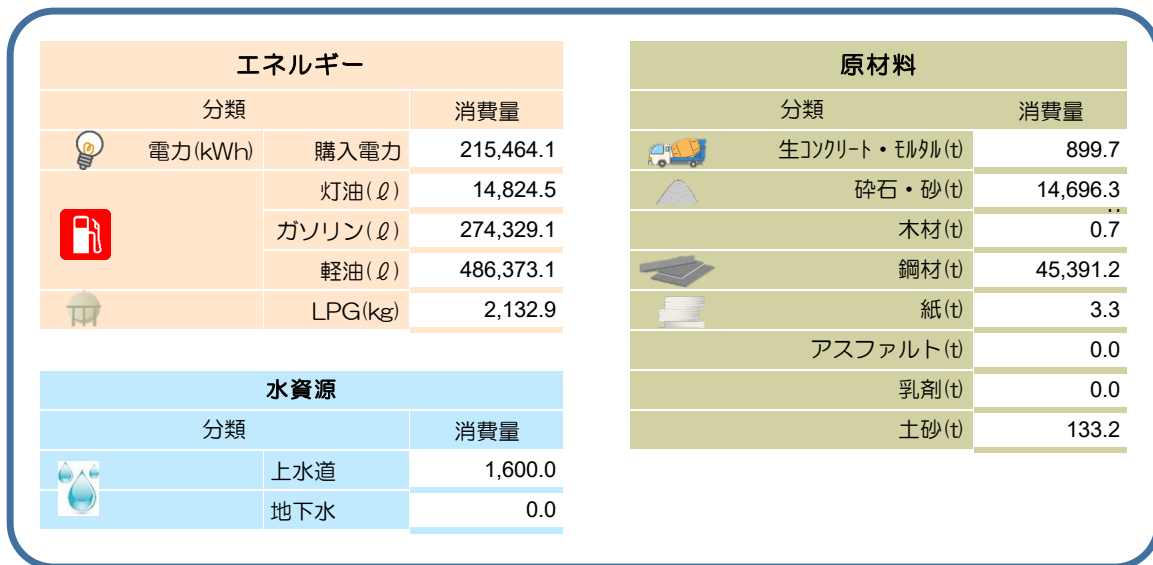 エネルギー
分類 消費量
電力(kWh) 購入電力 215,464.1
灯油(ℓ) 14,824.5
ガソリン(ℓ) 274,329.1
軽油(ℓ) 486,373.1
LPG(kg) 2,132.9
水資源
分類 消費量
上水道 1,600.0
地下水 0.0
原材料
分類 消費量
生ｺﾝｸﾘｰﾄ・ﾓﾙﾀﾙ(t) 899.7
砕石・砂(t) 14,696.3
木材(t) 0.7
鋼材(t) 45,391.2
紙(t) 3.3
アスファルト(t) 0.0
乳剤(t) 0.0
土砂(t) 133.2